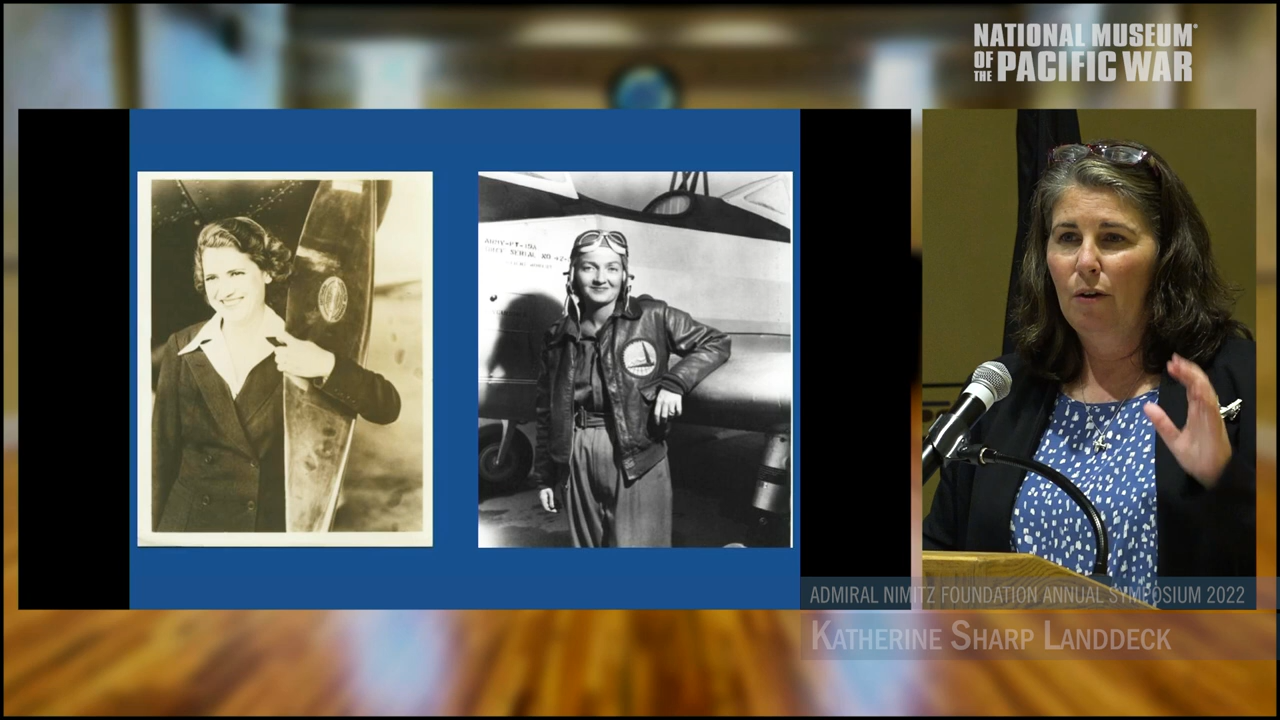 NATIONAL MUSEUM
OF THE PACIFIC WAR
ADMIRAL NIMITZ FOUNDATION ANNUAL SYMPOSIUM 2022
KATHERINE SHARP LANDDECK